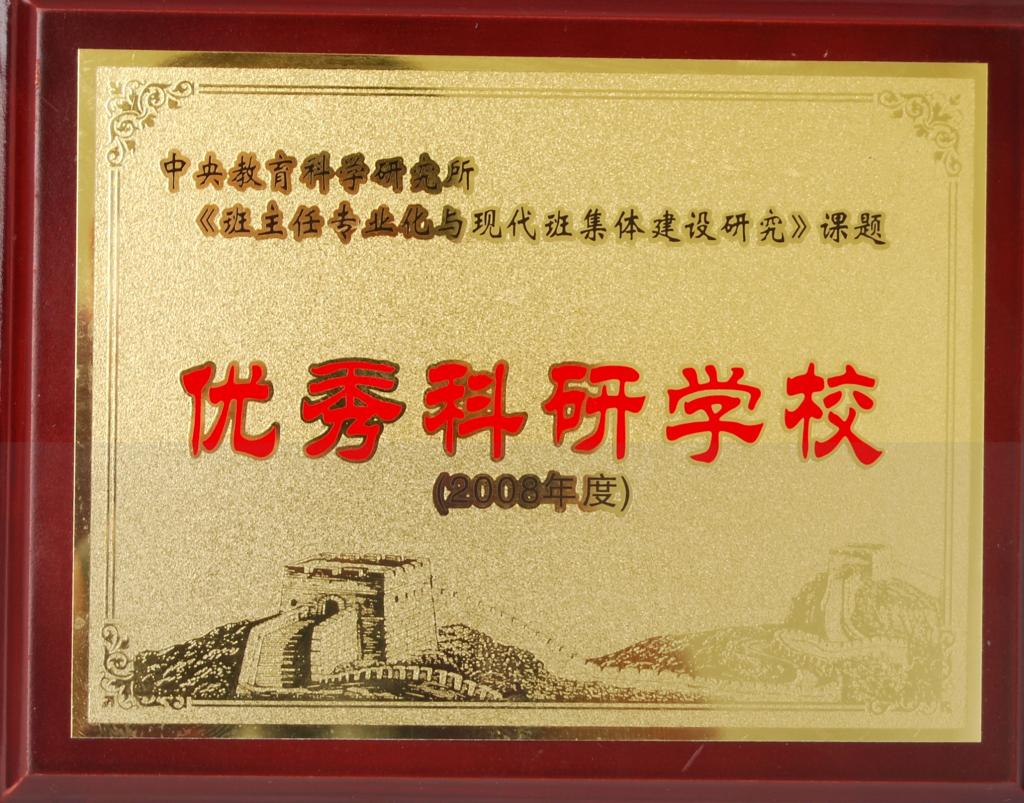 中央教育科学研究所
《班主任专业化与现代班集体建设研究》课题
优秀科研学校
(2008年度)